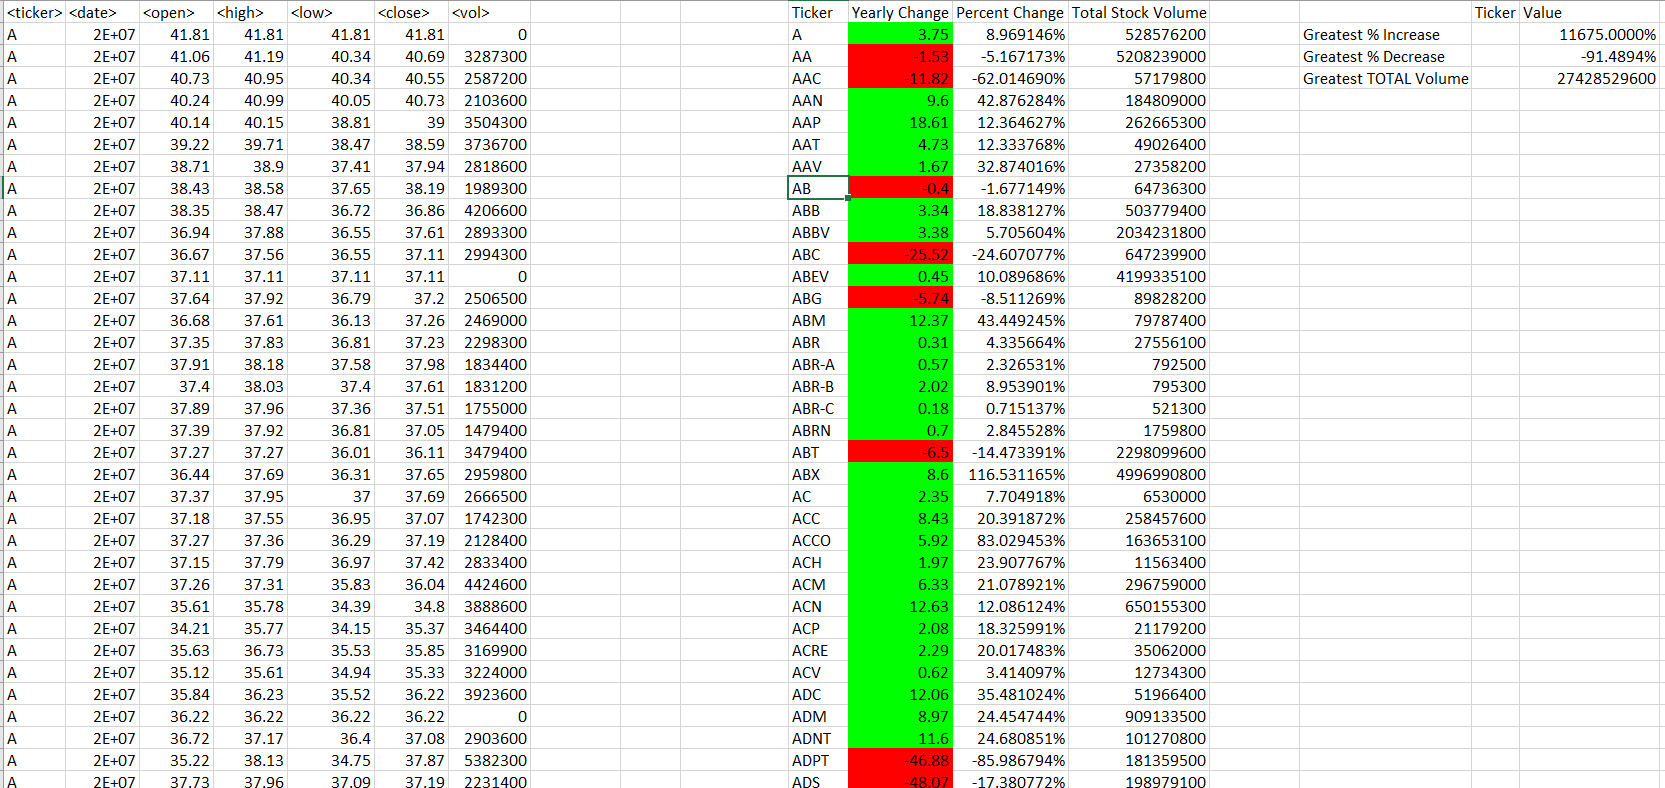 <ticker> <date> <open> <high> <low> <close> <vol> Ticker Yearly Change Percent Change Total Stock Volume Ticker Value
A 2E+07 41.81 41.81 41.81 41.81 0 A 3.75 8.969146% 528576200 Greatest % Increase 11675.0000%
A 2E+07 41.06 41.19 40.34 40.69 3287300 AA -1.53 -5.167173% 5208239000 Greatest % Decrease -91.4894%
A 2E+07 40.73 40.95 40.34 40.55 2587200 AAC -11.82 -62.014690% 57179800 Greatest TOTAL Volume 27428529600
A 2E+07 40.24 40.99 40.05 40.73 2103600 AAN 9.6 42.876284% 184809000
A 2E+07 40.14 40.15 38.81 39 3504300 AAP 18.61 12.364627% 262665300
A 2E+07 39.22 39.71 38.47 38.59 3736700 AAT 4.73 12.333768% 49026400
A 2E+07 38.71 38.9 37.41 37.94 2818600 AAV 1.67 32.874016% 27358200
A 2E+07 38.43 38.58 37.65 38.19 1989300 AB -0.4 -1.677149% 64736300
A 2E+07 38.35 38.47 36.72 36.86 4206600 ABB 3.34 18.838127% 503779400
A 2E+07 36.94 37.88 36.55 37.61 2893300 ABBV 3.38 5.705604% 2034231800
A 2E+07 36.67 37.56 36.55 37.11 2994300 ABC -25.52 -24.607077% 647239900
A 2E+07 37.11 37.11 37.11 37.11 0 ABEV 0.45 10.089686% 4199335100
A 2E+07 37.64 37.92 36.79 37.2 2506500 ABG -5.74 -8.511269% 89828200
A 2E+07 36.68 37.61 36.13 37.26 2469000 ABM 12.37 43.449245% 79787400
A 2E+07 37.35 37.83 36.81 37.23 2298300 ABR 0.31 4.335664% 27556100
A 2E+07 37.91 38.18 37.58 37.98 1834400 ABR-A 0.57 2.326531% 792500
A 2E+07 37.4 38.03 37.4 37.61 1831200 ABR-B 2.02 8.953901% 795300
A 2E+07 37.89 37.96 37.36 37.51 1755000 ABR-C 0.18 0.715137% 521300
A 2E+07 37.39 37.92 36.81 37.05 1479400 ABRN 0.7 2.845528% 1759800
A 2E+07 37.27 37.27 36.01 36.11 3479400 ABT -6.5 -14.473391% 2298099600
A 2E+07 36.44 37.69 36.31 37.65 2959800 ABX 8.6 116.531165% 4996990800
A 2E+07 37.37 37.95 37 37.69 2666500 AC 2.35 7.704918% 6530000
A 2E+07 37.18 37.55 36.95 37.07 1742300 ACC 8.43 20.391872% 258457600
A 2E+07 37.27 37.36 36.29 37.19 2128400 ACCO 5.92 83.029453% 163653100
A 2E+07 37.15 37.79 36.97 37.42 2833400 ACH 1.97 23.907767% 11563400
A 2E+07 37.26 37.31 35.83 36.04 4424600 ACM 6.33 21.078921% 296759000
A 2E+07 35.61 35.78 34.39 34.8 3888600 ACN 12.63 12.086124% 650155300
A 2E+07 34.21 35.77 34.15 35.37 3464400 ACP 2.08 18.325991% 21179200
A 2E+07 35.63 36.73 35.53 35.85 3169900 ACRE 2.29 20.017483% 35062000
A 2E+07 35.12 35.61 34.94 35.33 3224000 ACV 0.62 3.414097% 12734300
A 2E+07 35.84 36.23 35.52 36.22 3923600 ADC 12.06 35.481024% 51966400
A 2E+07 36.22 36.22 36.22 36.22 0 ADM 8.97 24.454744% 909133500
A 2E+07 36.72 37.17 36.4 37.08 2903600 ADNT 11.6 24.680851% 101270800
A 2E+07 35.22 38.13 34.75 37.87 5382300 ADPT -46.88 -85.986794% 181359500
A 2E+07 37.73 37.96 37.09 37.19 2231400 ADS -48.07 -17.380772% 198979100